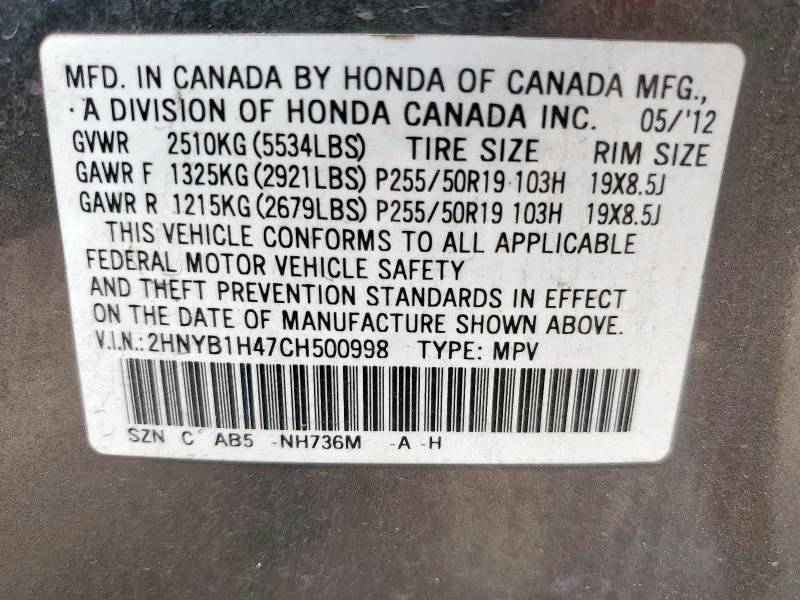 MFD. IN CANADA BY HONDA OF CANADA MFG.,
A DIVISION OF HONDA CANADA INC. 05/'12
GVWR 2510KG (5534LBS) TIRE SIZE RIM SIZE
GAWR F 1325KG (2921LBS) P255/50R19 103H 19X8.5J
GAWR R 1215KG (2679LBS) P255/50R19 103H 19X8.5J
THIS VEHICLE CONFORMS TO ALL APPLICABLE
FEDERAL MOTOR VEHICLE SAFETY
AND THEFT PREVENTION STANDARDS IN EFFECT
ON THE DATE OF MANUFACTURE SHOWN ABOVE.
V.I.N.: 2HNYB1H47CH500998 TYPE: MPV
SZN C AB5 -NH736M -A -H